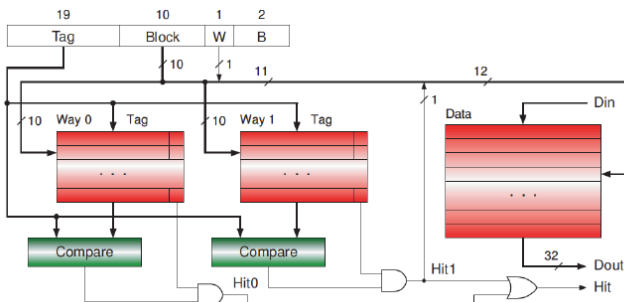 19 10 1 2
Tag Block W B
10 1 11 12
1
Din
10 Way 0 Tag 10 Way 1 Tag Data
. . . . . . . . .
Compare Compare
32
Dout
Hit0 Hit1 Hit